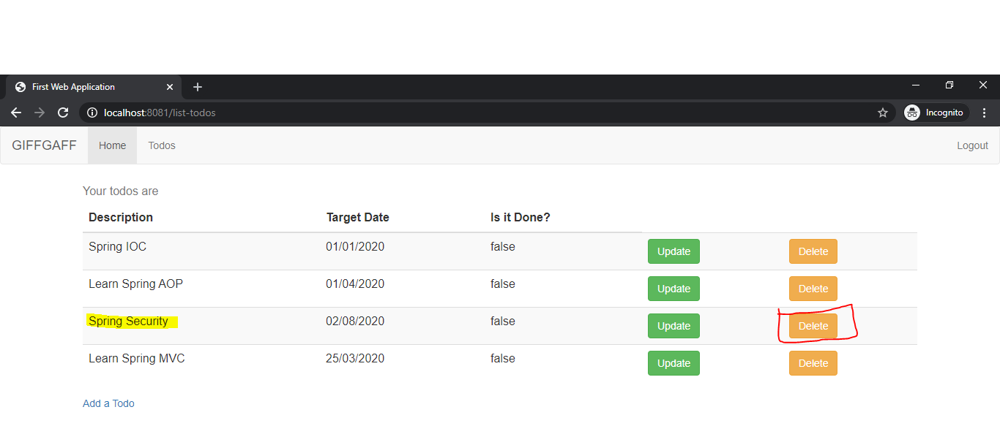 First Web Application
localhost:8081/list-todos Incognito
GIFFGAFF Home Todos Logout
Your todos are
Description Target Date Is it Done?
Spring IOC 01/01/2020 false Update Delete
Learn Spring AOP 01/04/2020 false Update Delete
Spring Security 02/08/2020 false Update Delete
Learn Spring MVC 25/03/2020 false Update Delete
Add a Todo